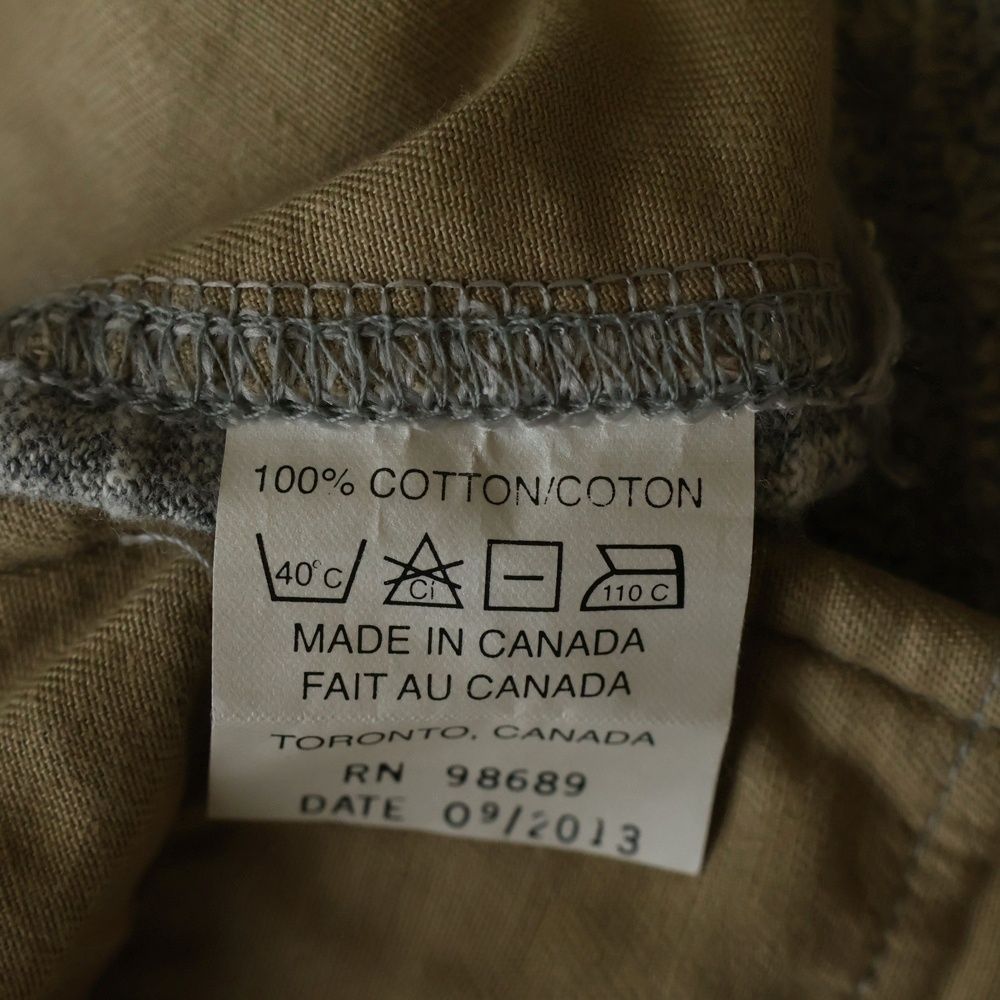 100% COTTON/COTON
40°C Cl 110 C
MADE IN CANADA
FAIT AU CANADA
TORONTO, CANADA
RN 98689
DATE 09/2013